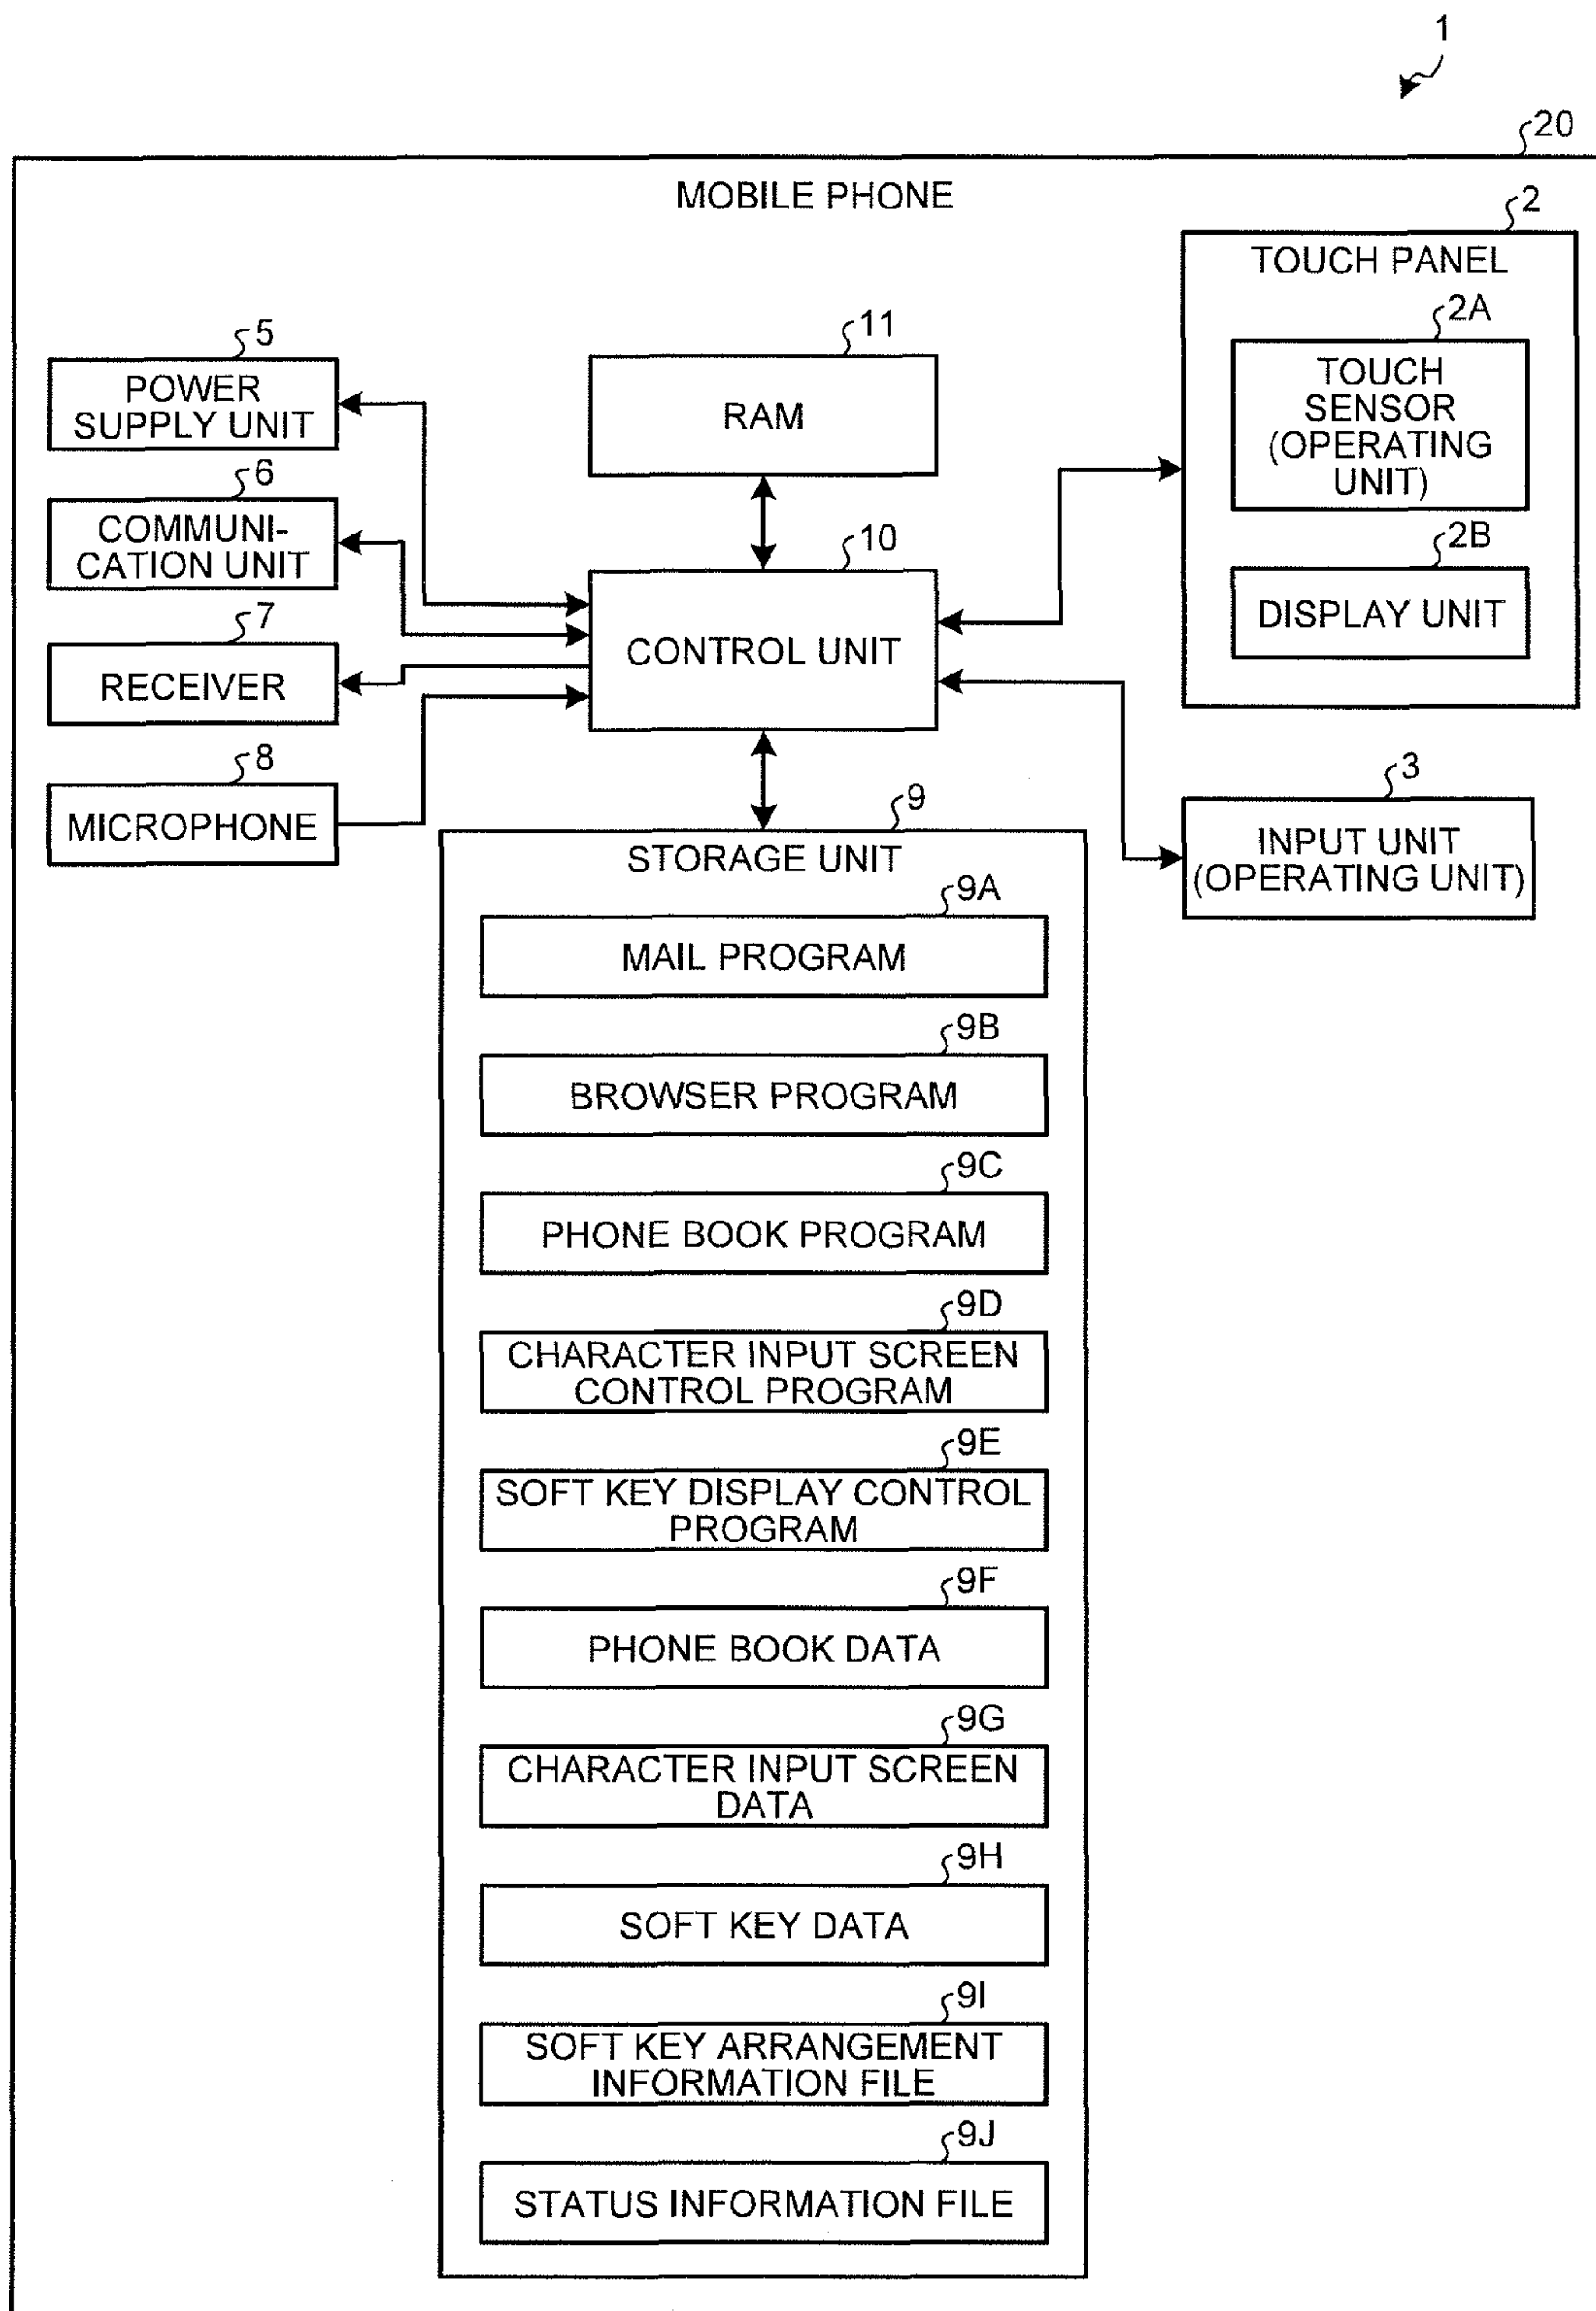 1
20
MOBILE PHONE
2
TOUCH PANEL
2A
TOUCH
SENSOR
(OPERATING
UNIT)
2B
DISPLAY UNIT
5
POWER
SUPPLY UNIT
11
RAM
6
COMMUNI-
CATION UNIT
10
CONTROL UNIT
7
RECEIVER
8
MICROPHONE
3
INPUT UNIT
(OPERATING UNIT)
9
STORAGE UNIT
9A
MAIL PROGRAM
9B
BROWSER PROGRAM
9C
PHONE BOOK PROGRAM
9D
CHARACTER INPUT SCREEN
CONTROL PROGRAM
9E
SOFT KEY DISPLAY CONTROL
PROGRAM
9F
PHONE BOOK DATA
9G
CHARACTER INPUT SCREEN
DATA
9H
SOFT KEY DATA
9I
SOFT KEY ARRANGEMENT
INFORMATION FILE
9J
STATUS INFORMATION FILE